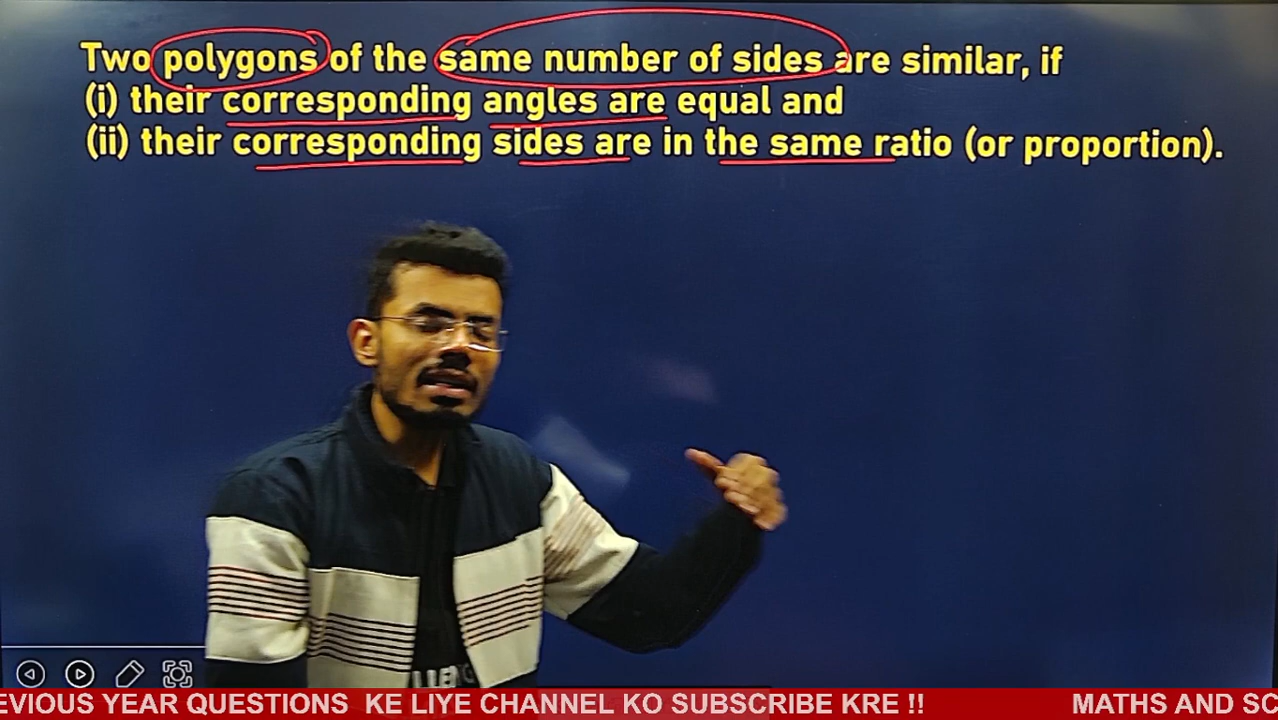 Two polygons of the same number of sides are similar, if
(i) their corresponding angles are equal and
(ii) their corresponding sides are in the same ratio (or proportion).
EVIOUS YEAR QUESTIONS KE LIYE CHANNEL KO SUBSCRIBE KRE !! MATHS AND SC